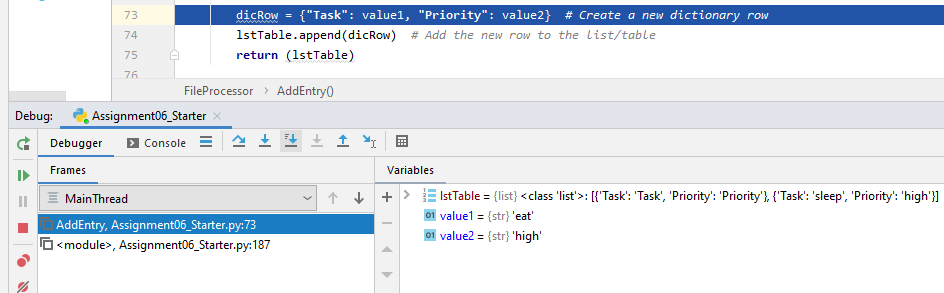 73 dicRow = {"Task": value1, "Priority": value2}  # Create a new dictionary row
74 lstTable.append(dicRow)  # Add the new row to the list/table
75 return (lstTable)
76
FileProcessor > AddEntry()
Debug: Assignment06_Starter ×
Debugger Console
Frames Variables
MainThread
lstTable = {list} <class 'list'>: [{'Task': 'Task', 'Priority': 'Priority'}, {'Task': 'sleep', 'Priority': 'high'}]
AddEntry, Assignment06_Starter.py:73
01 value1 = {str} 'eat'
<module>, Assignment06_Starter.py:187
01 value2 = {str} 'high'